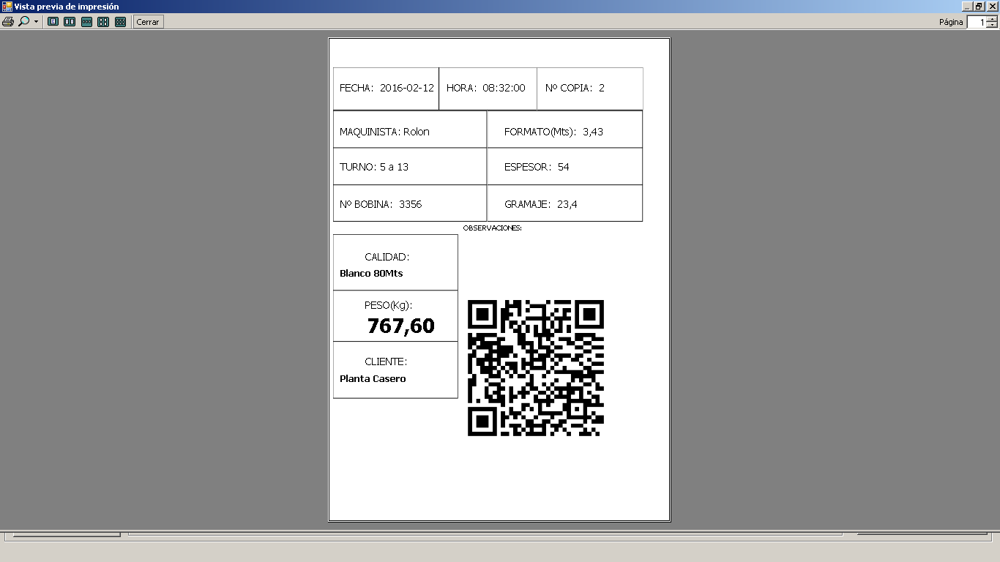 Vista previa de impresión
Cerrar
Página 1
FECHA: 2016-02-12 HORA: 08:32:00 Nº COPIA: 2
MAQUINISTA: Rolon FORMATO(Mts): 3,43
TURNO: 5 a 13 ESPESOR: 54
Nº BOBINA: 3356 GRAMAJE: 23,4
OBSERVACIONES:
CALIDAD:
Blanco 80Mts
PESO(Kg):
767,60
CLIENTE:
Planta Casero